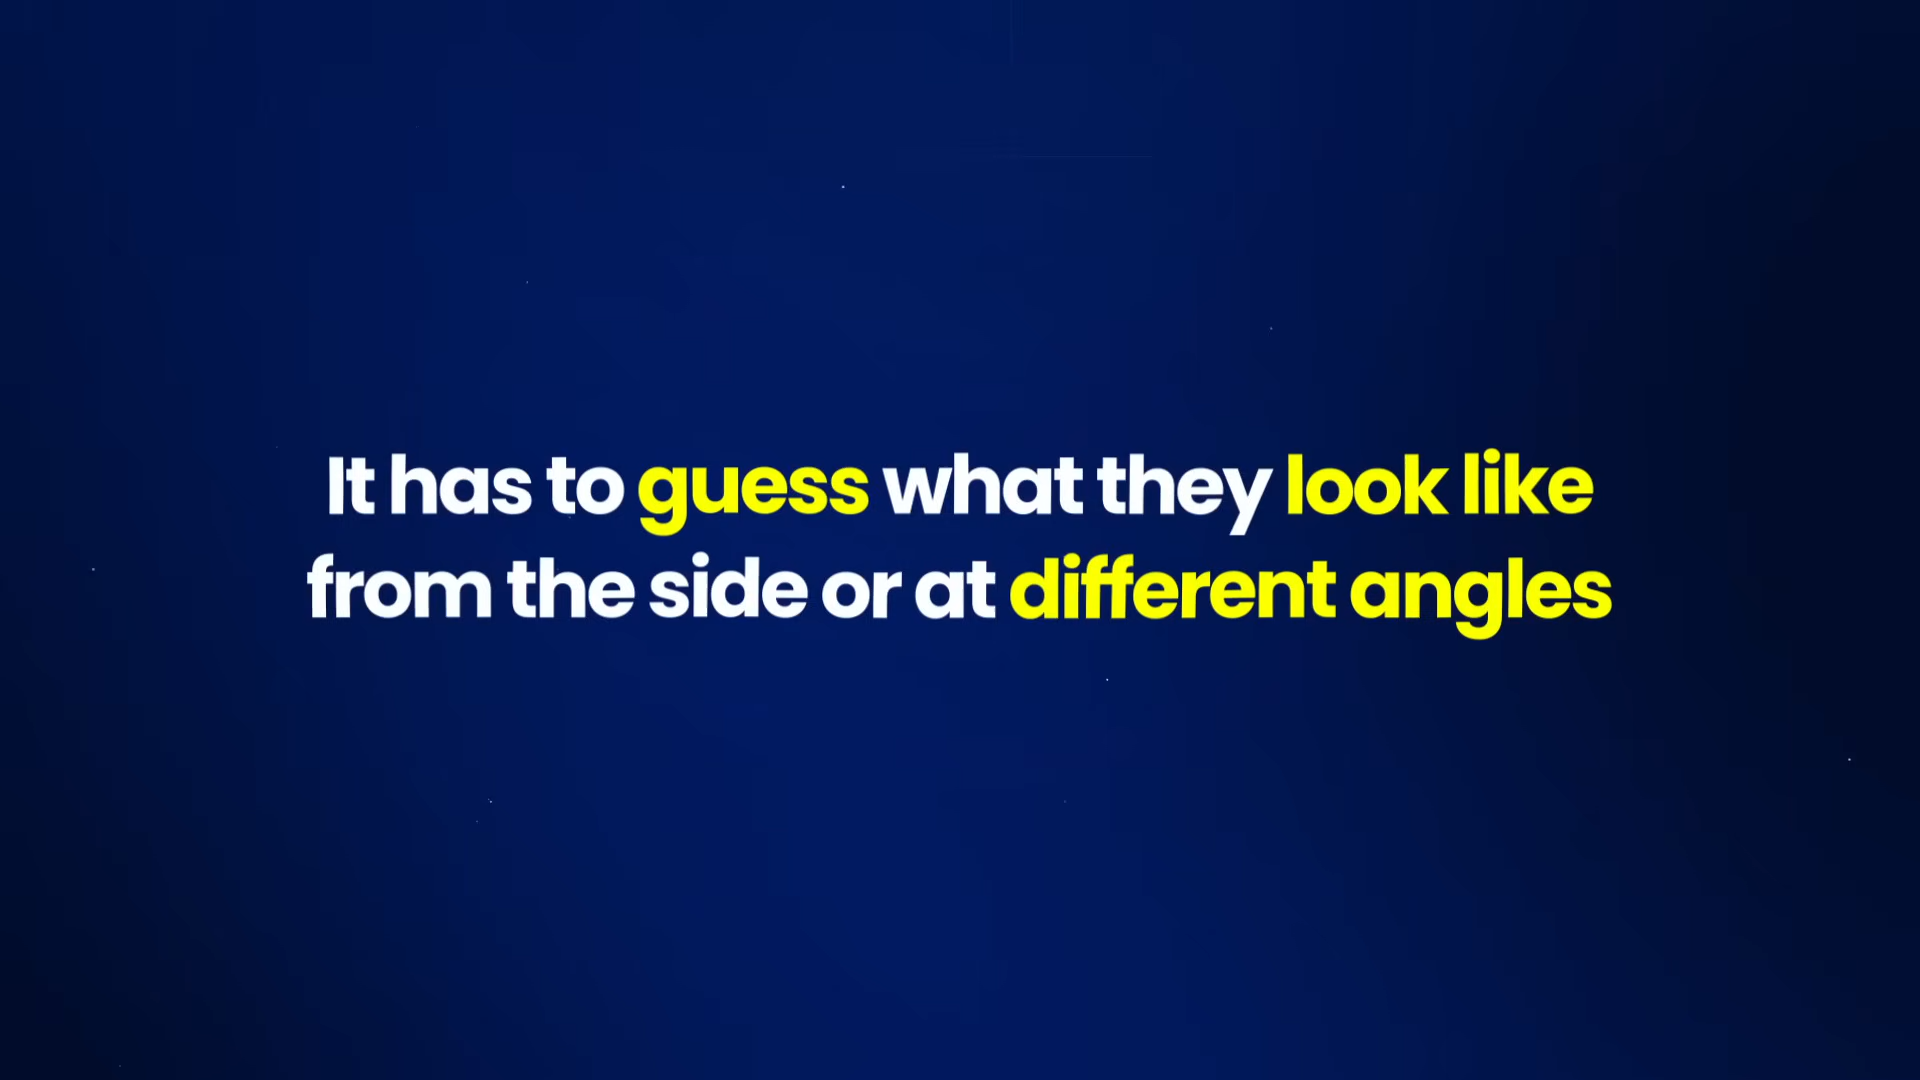 It has to guess what they look like
from the side or at different angles